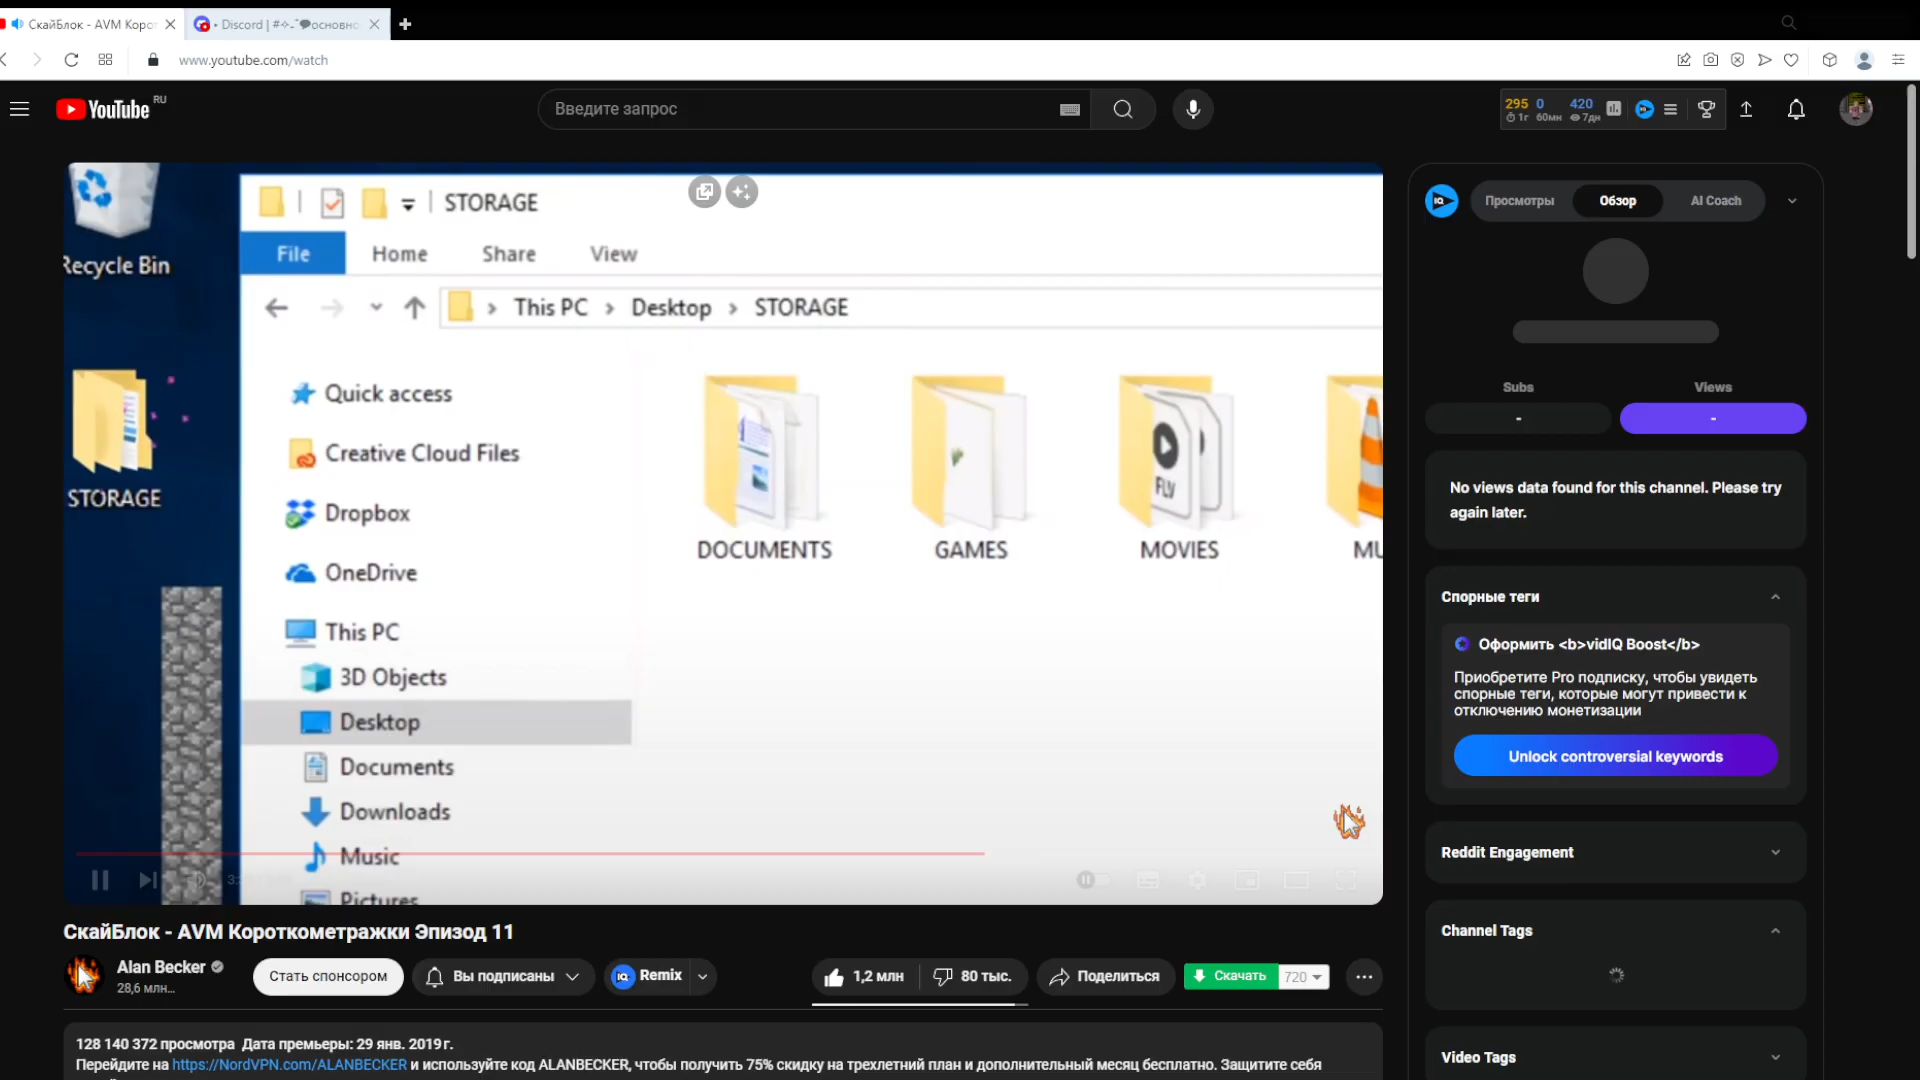 СкайБлок - AVM Корот
• Discord | #✧-˜💬основно
www.youtube.com/watch
YouTube RU
Введите запрос
295 0 420
1г 60мн 7дн
STORAGE
File Home Share View
This PC > Desktop > STORAGE
Recycle Bin
STORAGE
Quick access
Creative Cloud Files
Dropbox
OneDrive
This PC
3D Objects
Desktop
Documents
Downloads
Music
Pictures
DOCUMENTS GAMES MOVIES MU
FLY
IQ Просмотры Обзор AI Coach
Subs Views
- -
No views data found for this channel. Please try
again later.
Спорные теги
Оформить <b>vidIQ Boost</b>
Приобретите Pro подписку, чтобы увидеть
спорные теги, которые могут привести к
отключению монетизации
Unlock controversial keywords
Reddit Engagement
Channel Tags
Video Tags
СкайБлок - AVM Короткометражки Эпизод 11
Alan Becker
28,6 млн...
Стать спонсором
Вы подписаны
IQ Remix
1,2 млн
80 тыс.
Поделиться
Скачать 720
128 140 372 просмотра Дата премьеры: 29 янв. 2019 г.
Перейдите на https://NordVPN.com/ALANBECKER и используйте код ALANBECKER, чтобы получить 75% скидку на трехлетний план и дополнительный месяц бесплатно. Защитите себя